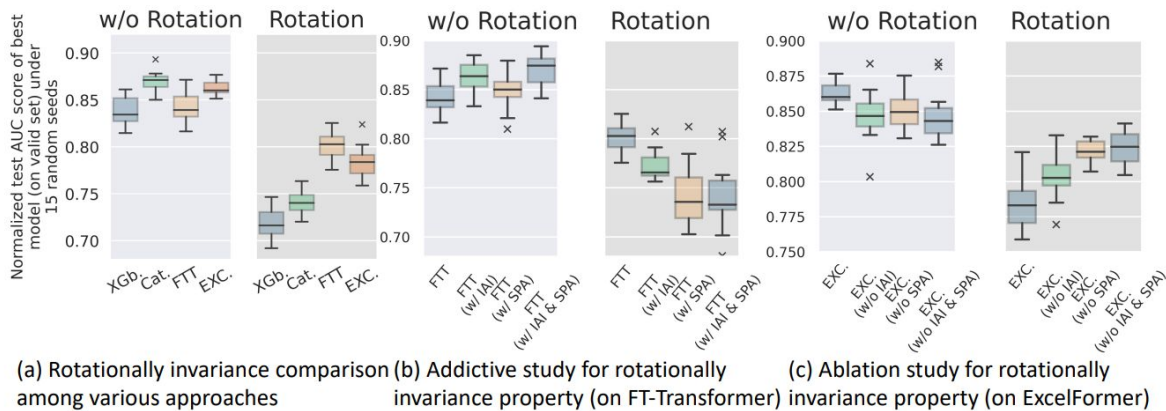 w/o Rotation
Rotation
Normalized test AUC score of best
model (on valid set) under
15 random seeds
0.90
0.85
0.80
0.75
0.70
XGb.
Cat.
FTT
EXC.
XGb.
Cat.
FTT
EXC.
(a) Rotationally invariance comparison
among various approaches
w/o Rotation
Rotation
0.90
0.85
0.80
0.75
0.70
FTT
FTT
(w/ IAI)
FTT
(w/ SPA)
FTT
(w/ IAI & SPA)
FTT
FTT
(w/ IAI)
FTT
(w/ SPA)
FTT
(w/ IAI & SPA)
(b) Addictive study for rotationally
invariance property (on FT-Transformer)
w/o Rotation
Rotation
0.900
0.875
0.850
0.825
0.800
0.775
0.750
EXC.
EXC.
(w/o IAI)
EXC.
(w/o SPA)
EXC.
(w/o IAI & SPA)
EXC.
EXC.
(w/o IAI)
EXC.
(w/o SPA)
EXC.
(w/o IAI & SPA)
(c) Ablation study for rotationally
invariance property (on ExcelFormer)